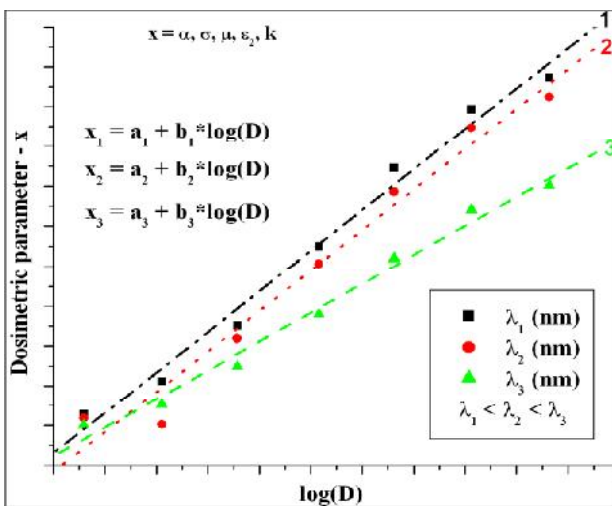 x = α, σ, μ, ε₂, k
1
2
x₁ = a₁ + b₁*log(D)
x₂ = a₂ + b₂*log(D)
x₃ = a₃ + b₃*log(D)
3
Dosimetric parameter - x
λ₁ (nm)
λ₂ (nm)
λ₃ (nm)
λ₁ < λ₂ < λ₃
log(D)